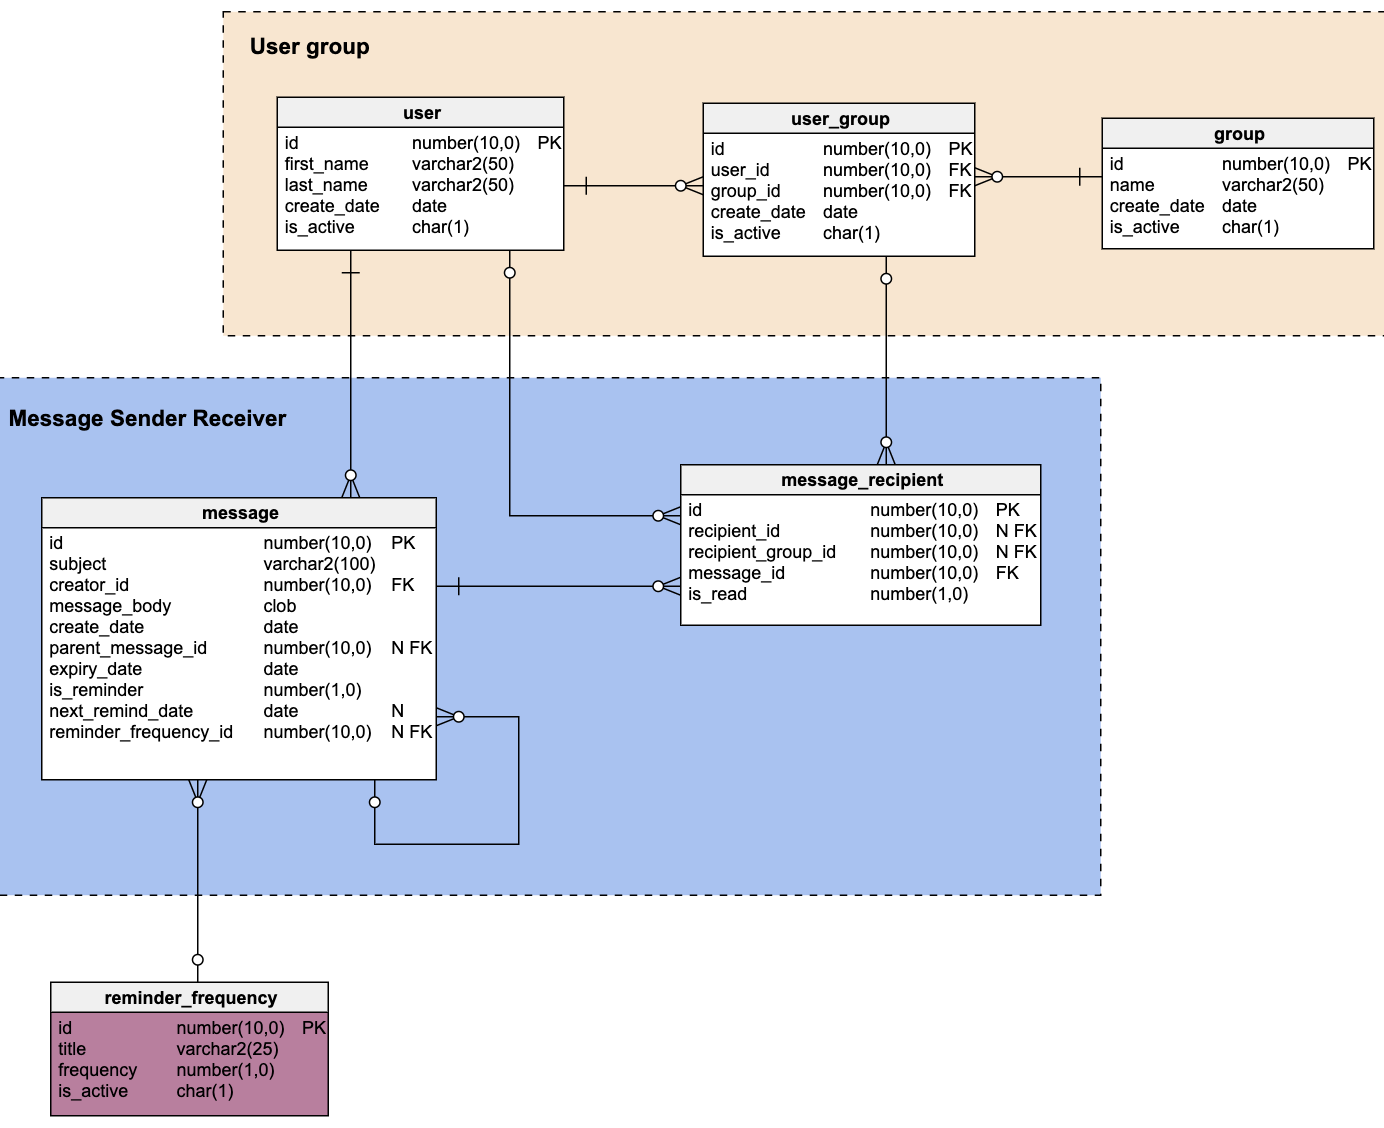 User group
user
id number(10,0) PK
first_name varchar2(50)
last_name varchar2(50)
create_date date
is_active char(1)
user_group
id number(10,0) PK
user_id number(10,0) FK
group_id number(10,0) FK
create_date date
is_active char(1)
group
id number(10,0) PK
name varchar2(50)
create_date date
is_active char(1)
Message Sender Receiver
message
id number(10,0) PK
subject varchar2(100)
creator_id number(10,0) FK
message_body clob
create_date date
parent_message_id number(10,0) N FK
expiry_date date
is_reminder number(1,0)
next_remind_date date N
reminder_frequency_id number(10,0) N FK
message_recipient
id number(10,0) PK
recipient_id number(10,0) N FK
recipient_group_id number(10,0) N FK
message_id number(10,0) FK
is_read number(1,0)
reminder_frequency
id number(10,0) PK
title varchar2(25)
frequency number(1,0)
is_active char(1)